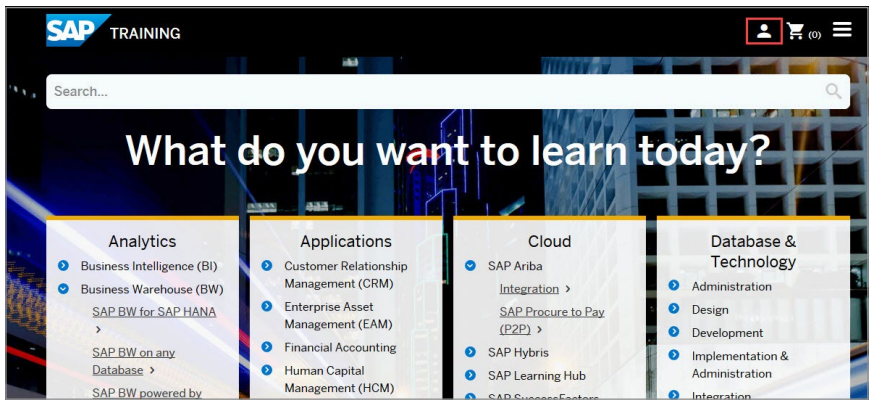 SAP TRAINING
(0)
Search...
What do you want to learn today?
Analytics
Business Intelligence (BI)
Business Warehouse (BW)
SAP BW for SAP HANA
>
SAP BW on any
Database >
SAP BW powered by
Applications
Customer Relationship
Management (CRM)
Enterprise Asset
Management (EAM)
Financial Accounting
Human Capital
Management (HCM)
Cloud
SAP Ariba
Integration >
SAP Procure to Pay
(P2P) >
SAP Hybris
SAP Learning Hub
SAP SuccessFactors
Database &
Technology
Administration
Design
Development
Implementation &
Administration
Integration